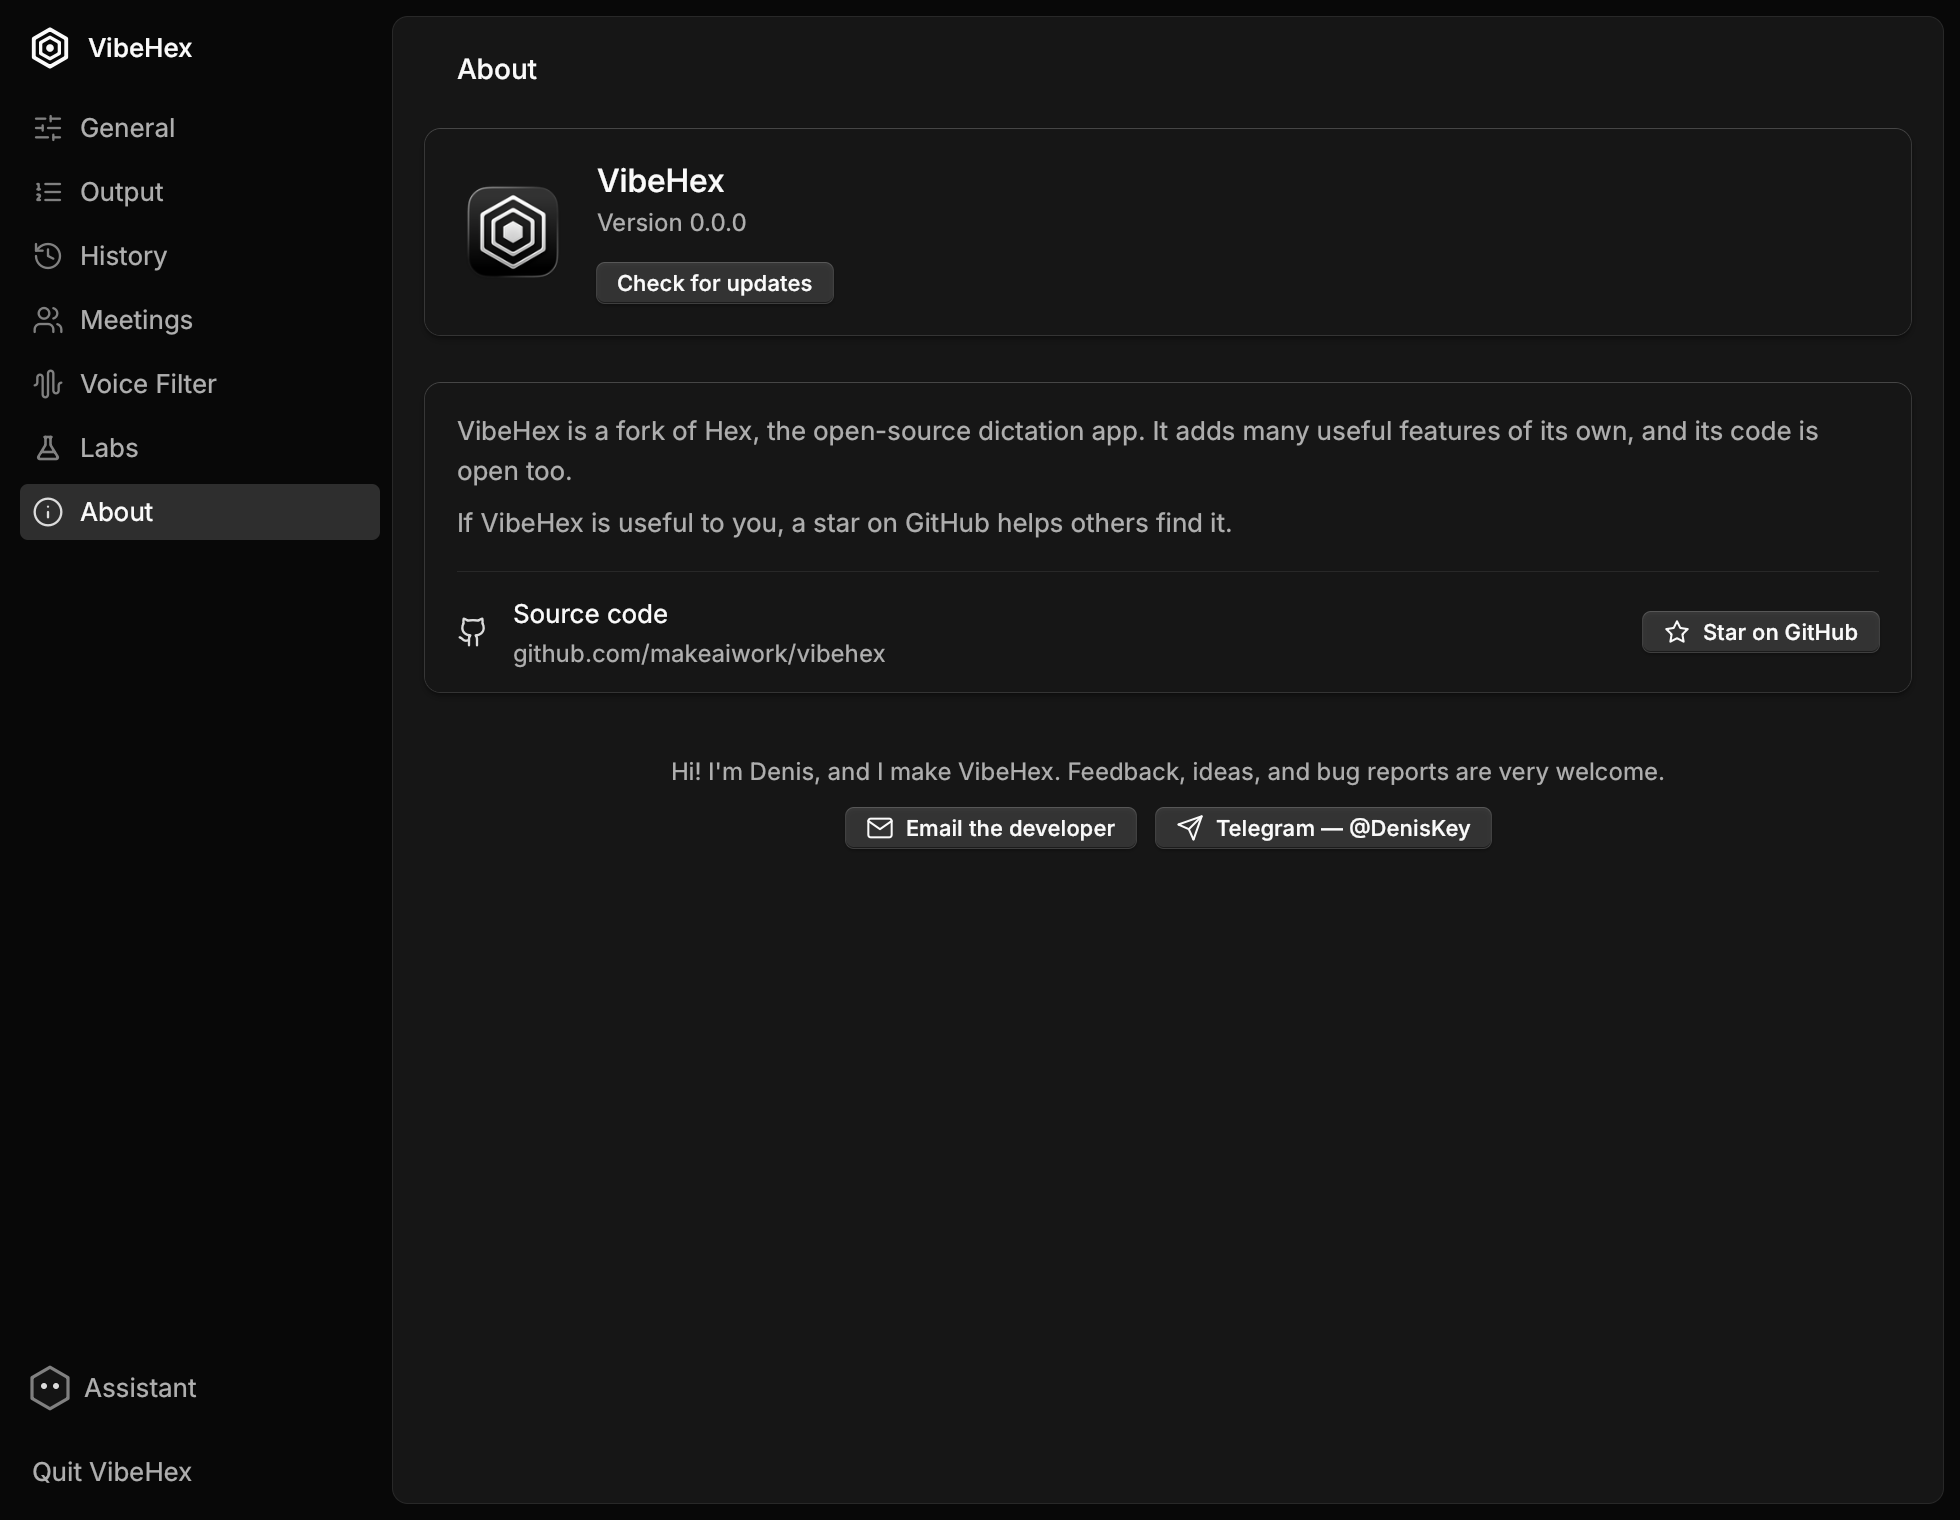 VibeHex
General
Output
History
Meetings
Voice Filter
Labs
About
Assistant
Quit VibeHex
About
VibeHex
Version 0.0.0
Check for updates
VibeHex is a fork of Hex, the open-source dictation app. It adds many useful features of its own, and its code is
open too.
If VibeHex is useful to you, a star on GitHub helps others find it.
Source code
github.com/makeaiwork/vibehex
Star on GitHub
Hi! I'm Denis, and I make VibeHex. Feedback, ideas, and bug reports are very welcome.
Email the developer
Telegram — @DenisKey